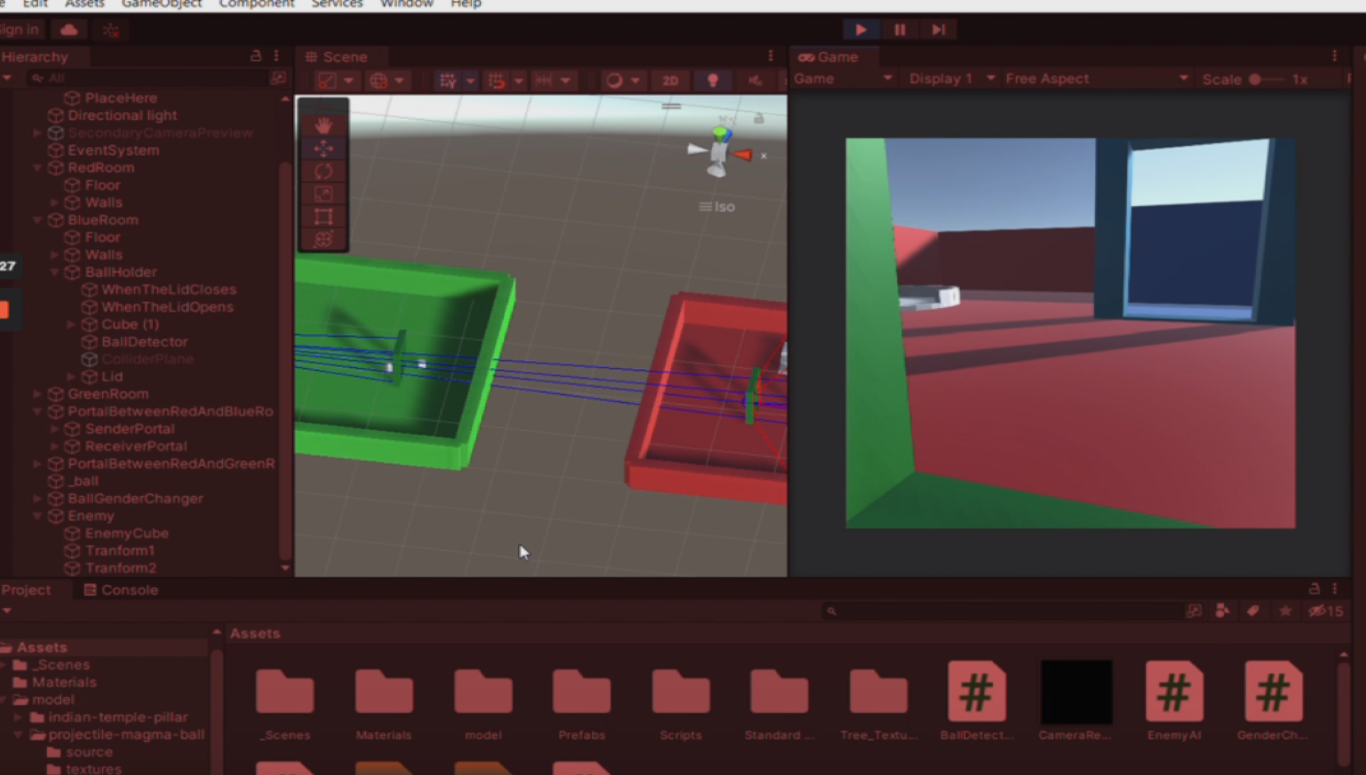 Edit Assets GameObject Component Services Window Help
Sign in
Hierarchy
All
PlaceHere
Directional light
SecondaryCameraPreview
EventSystem
RedRoom
Floor
Walls
BlueRoom
Floor
Walls
BallHolder
WhenTheLidCloses
WhenTheLidOpens
Cube (1)
BallDetector
ColliderPlane
Lid
GreenRoom
PortalBetweenRedAndBlueRo
SenderPortal
ReceiverPortal
PortalBetweenRedAndGreenR
_ball
BallGenderChanger
Enemy
EnemyCube
Tranform1
Tranform2
27
Scene
2D
x
Iso
Game
Game Display 1 Free Aspect Scale 1x
Project Console
15
Assets
_Scenes
Materials
model
indian-temple-pillar
projectile-magma-ball
source
textures
Assets
_Scenes Materials model Prefabs Scripts Standard ... Tree_Textu... BallDetect... CameraRe... EnemyAI GenderCh...